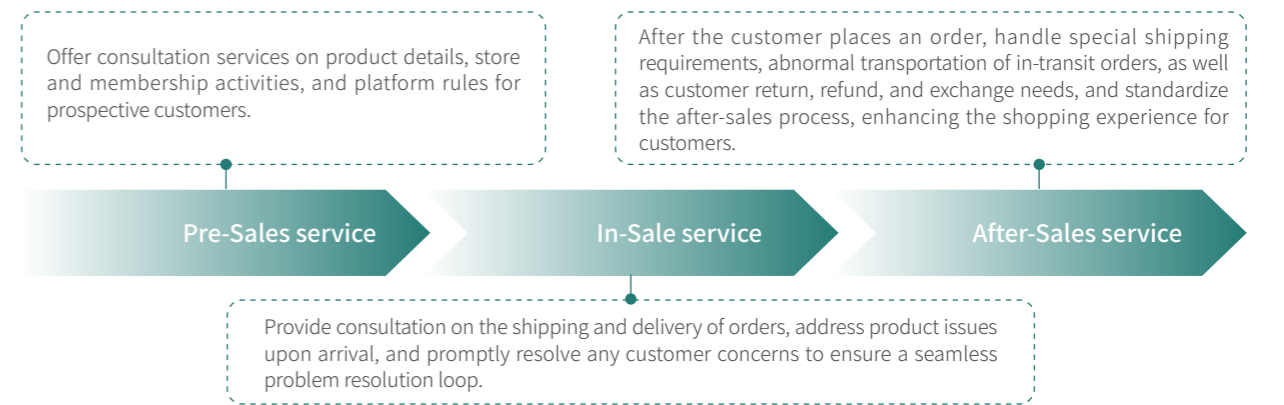 Offer consultation services on product details, store
and membership activities, and platform rules for
prospective customers.
After the customer places an order, handle special shipping
requirements, abnormal transportation of in-transit orders, as well
as customer return, refund, and exchange needs, and standardize
the after-sales process, enhancing the shopping experience for
customers.
Pre-Sales service
In-Sale service
After-Sales service
Provide consultation on the shipping and delivery of orders, address product issues
upon arrival, and promptly resolve any customer concerns to ensure a seamless
problem resolution loop.